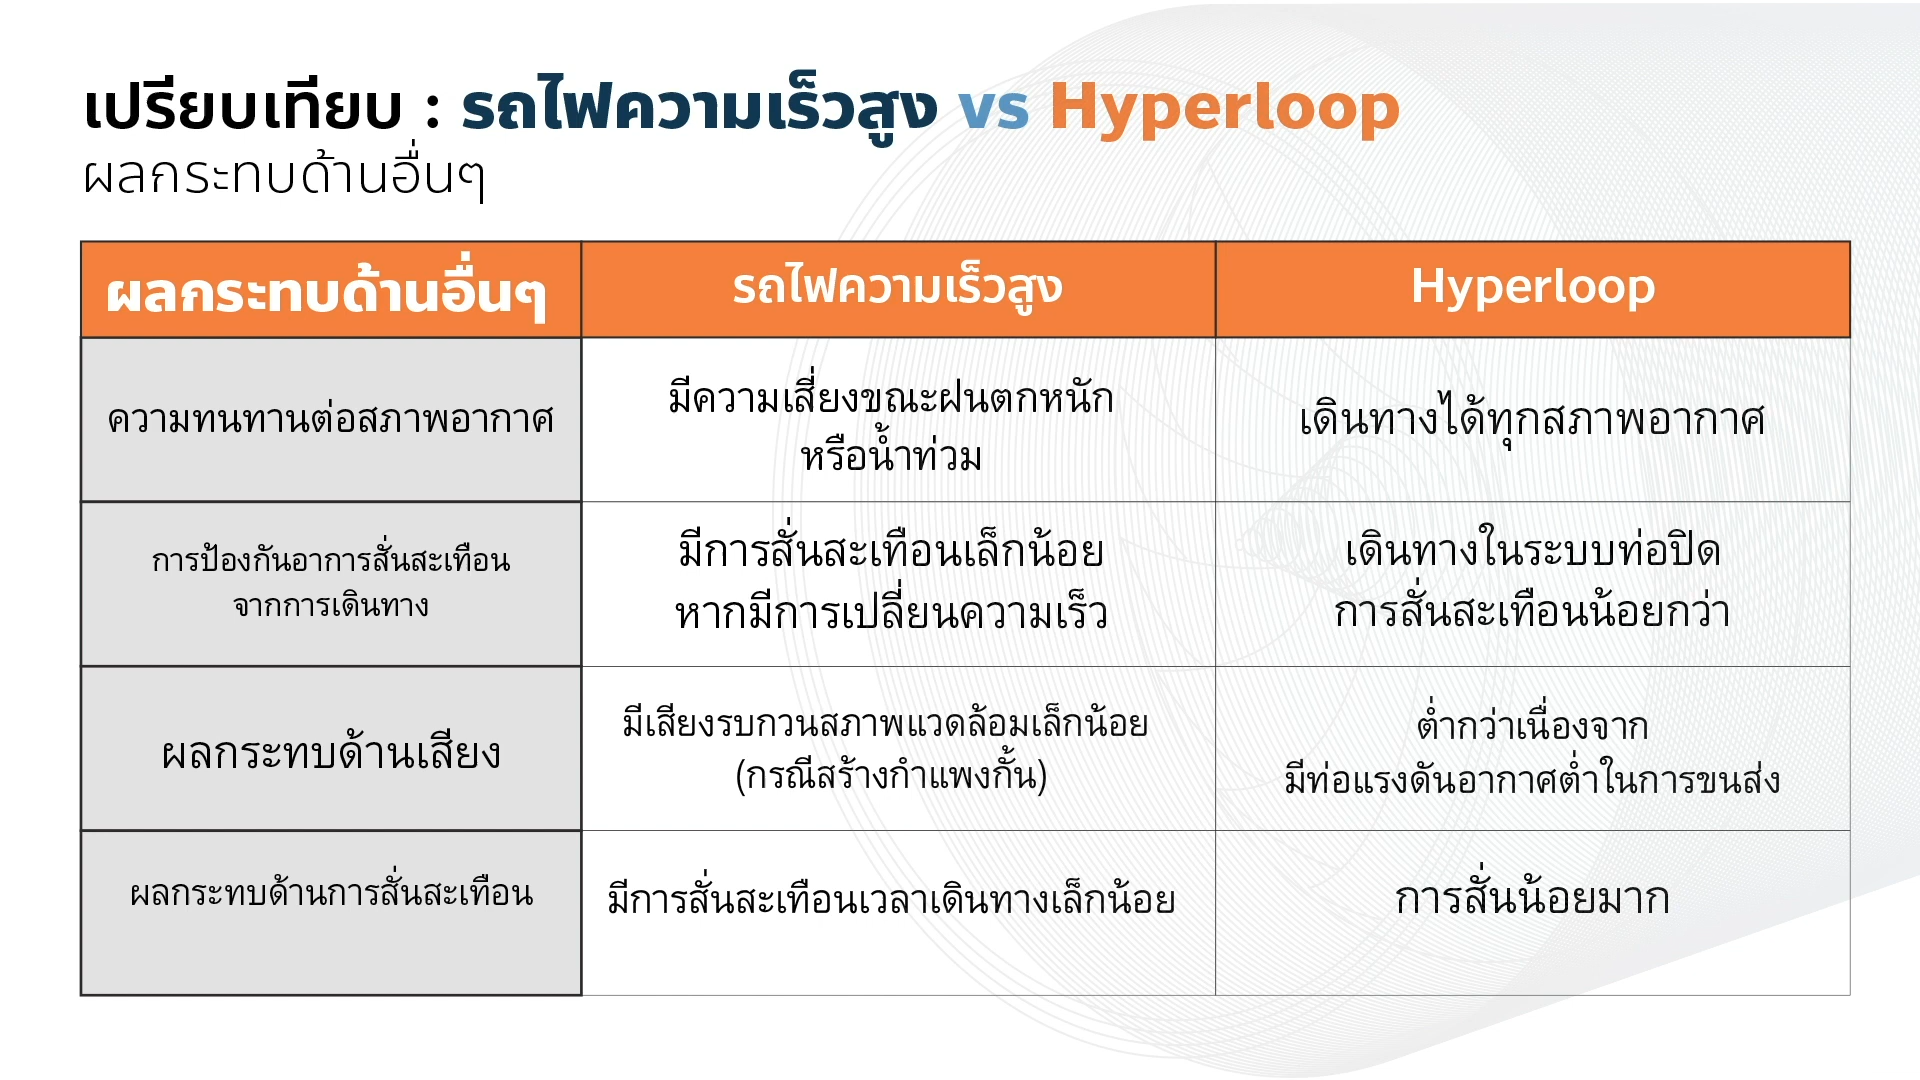 เปรียบเทียบ : รถไฟความเร็วสูง vs Hyperloop
ผลกระทบด้านอื่นๆ
ผลกระทบด้านอื่นๆ
รถไฟความเร็วสูง
Hyperloop
ความทนทานต่อสภาพอากาศ
มีความเสี่ยงขณะฝนตกหนัก
หรือน้ำท่วม
เดินทางได้ทุกสภาพอากาศ
การป้องกันอาการสั่นสะเทือน
จากการเดินทาง
มีการสั่นสะเทือนเล็กน้อย
หากมีการเปลี่ยนความเร็ว
เดินทางในระบบท่อปิด
การสั่นสะเทือนน้อยกว่า
ผลกระทบด้านเสียง
มีเสียงรบกวนสภาพแวดล้อมเล็กน้อย
(กรณีสร้างกำแพงกั้น)
ต่ำกว่าเนื่องจาก
มีท่อแรงดันอากาศต่ำในการขนส่ง
ผลกระทบด้านการสั่นสะเทือน
มีการสั่นสะเทือนเวลาเดินทางเล็กน้อย
การสั่นน้อยมาก